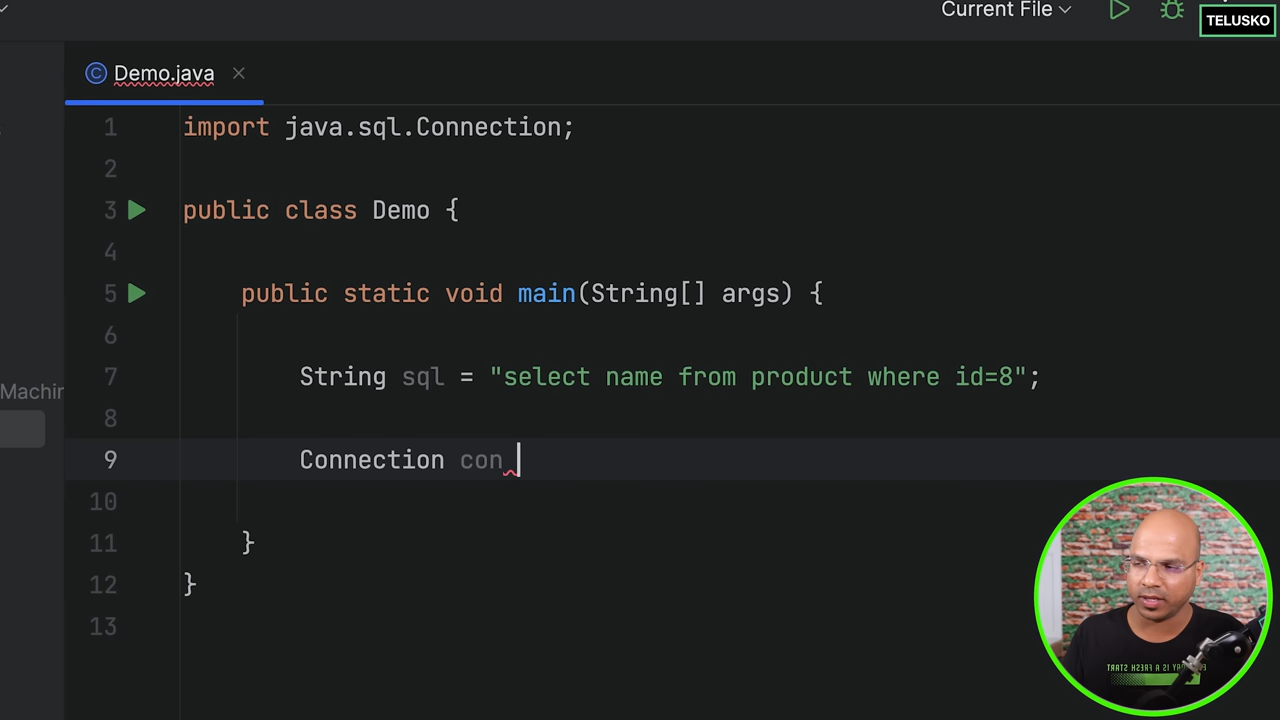 Current File
TELUSKO
Demo.java
1 import java.sql.Connection;
2
3 public class Demo {
4
5 public static void main(String[] args) {
6
7 String sql = "select name from product where id=8";
8
Machin
9 Connection con
10
11 }
12 }
13